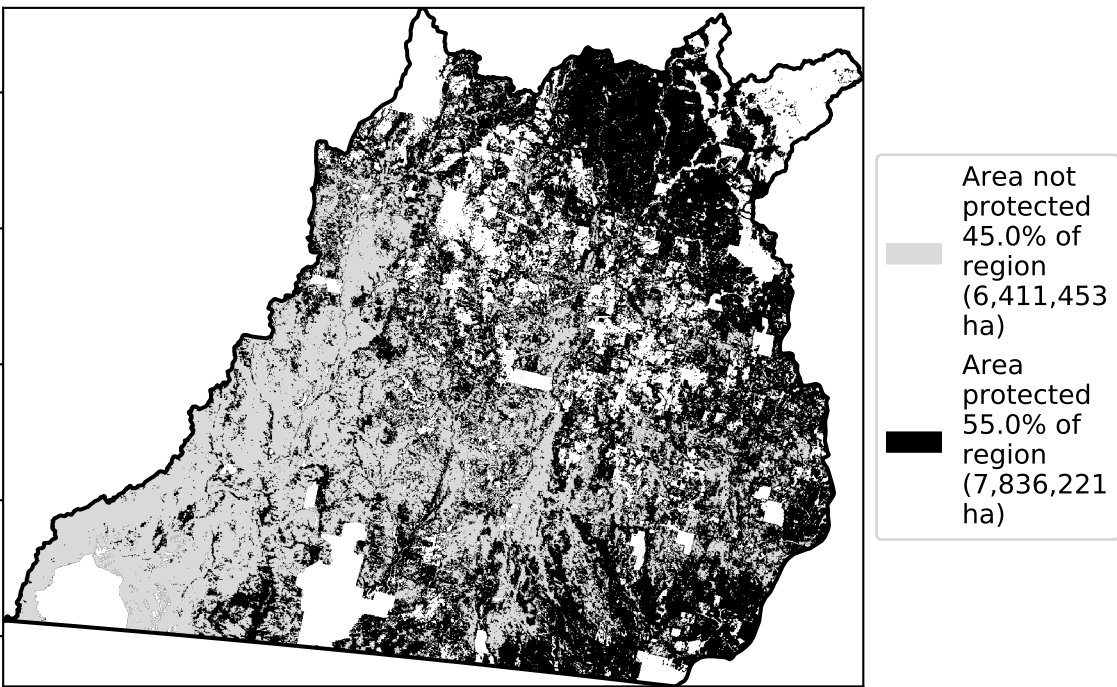 Area not
protected
45.0% of
region
(6,411,453
ha)
Area
protected
55.0% of
region
(7,836,221
ha)